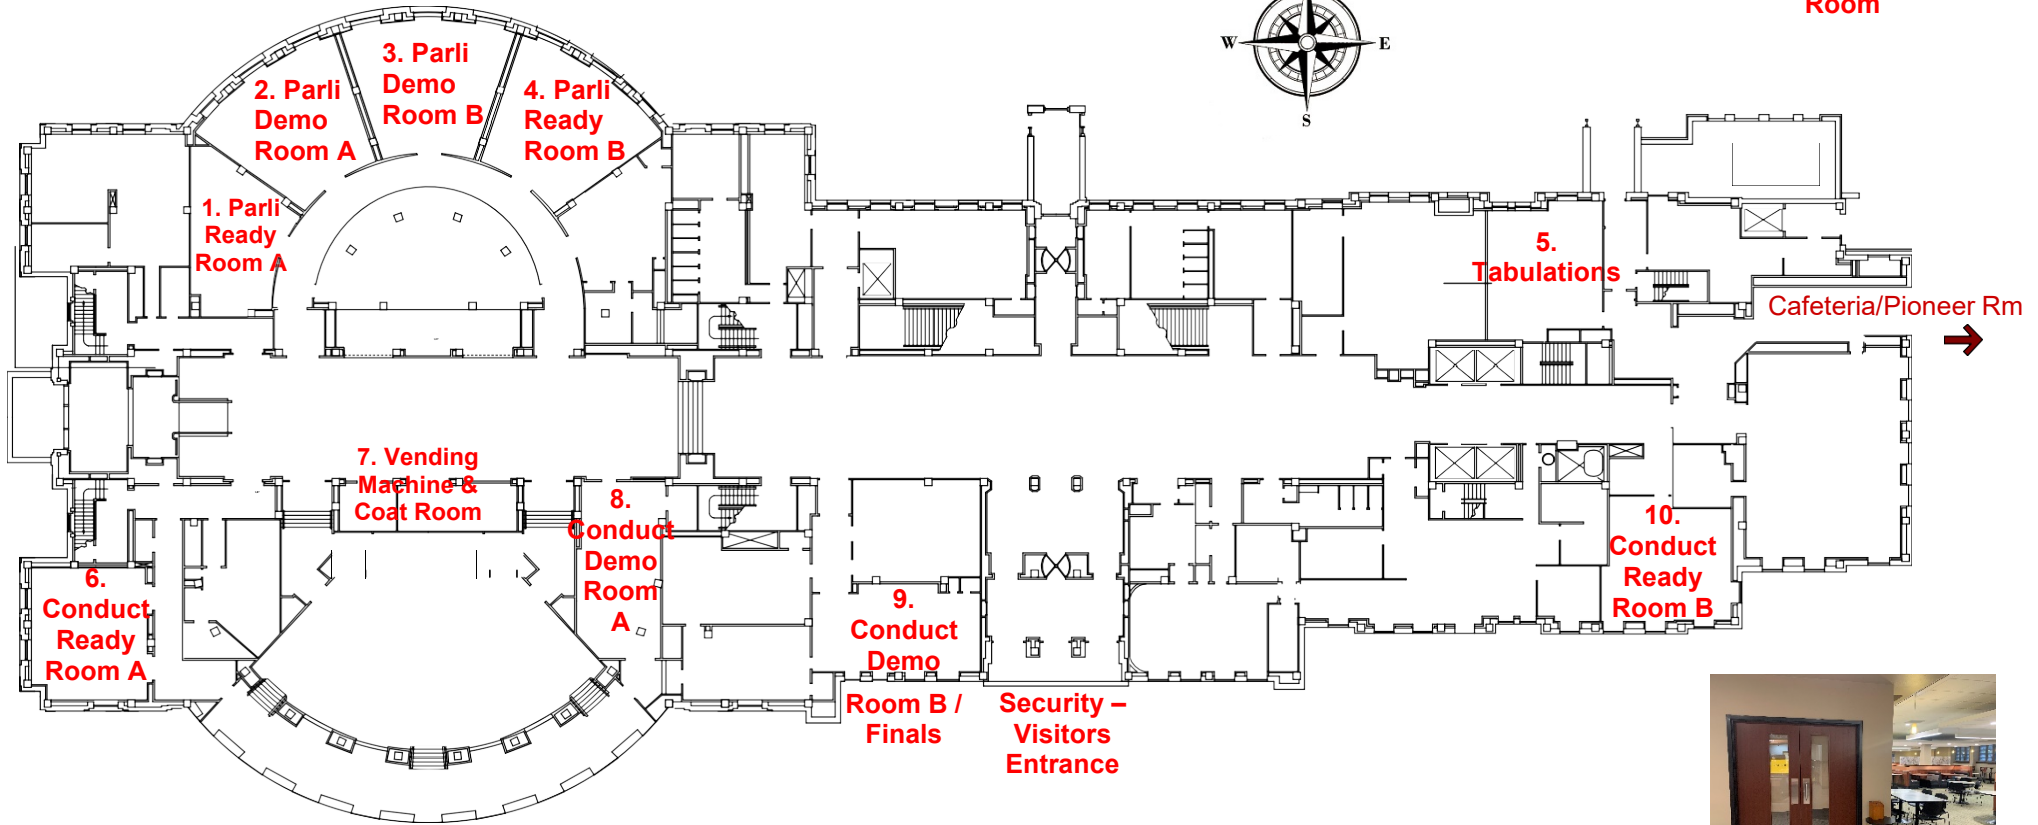 Room
W
E
S
3. Parli
Demo
Room B
2. Parli
Demo
Room A
4. Parli
Ready
Room B
1. Parli
Ready
Room A
5.
Tabulations
Cafeteria/Pioneer Rm
7. Vending
Machine &
Coat Room
8.
Conduct
Demo
Room
A
6.
Conduct
Ready
Room A
9.
Conduct
Demo
Room B /
Finals
Security –
Visitors
Entrance
10.
Conduct
Ready
Room B